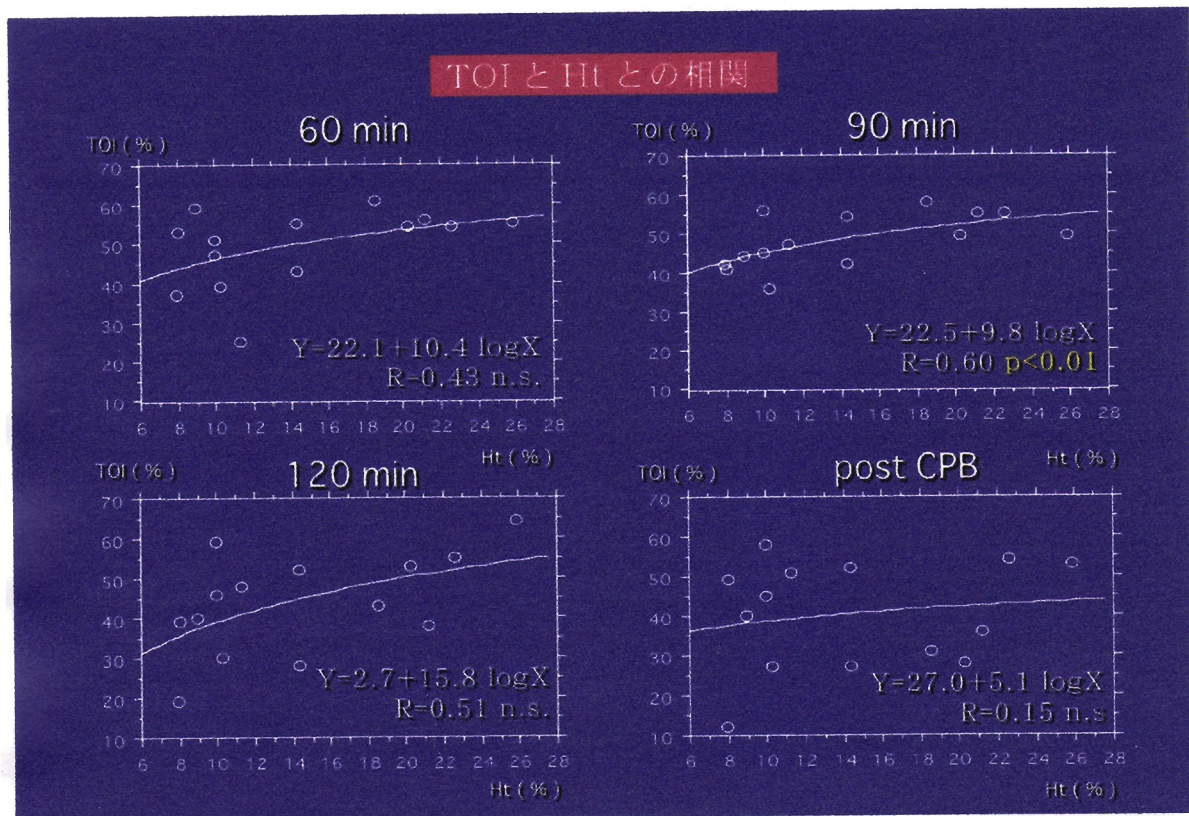 TOIとHtとの相関
60 min
TOI(%)
70
60
50
40
30
20
10
6 8 10 12 14 16 18 20 22 24 26 28
Ht(%)
Y=22.1+10.4 logX
R=0.43 n.s.
90 min
TOI(%)
70
60
50
40
30
20
10
6 8 10 12 14 16 18 20 22 24 26 28
Ht(%)
Y=22.5+9.8 logX
R=0.60 p<0.01
120 min
TOI(%)
70
60
50
40
30
20
10
6 8 10 12 14 16 18 20 22 24 26 28
Ht(%)
Y=2.7+15.8 logX
R=0.51 n.s.
post CPB
TOI(%)
70
60
50
40
30
20
10
6 8 10 12 14 16 18 20 22 24 26 28
Ht(%)
Y=27.0+5.1 logX
R=0.15 n.s